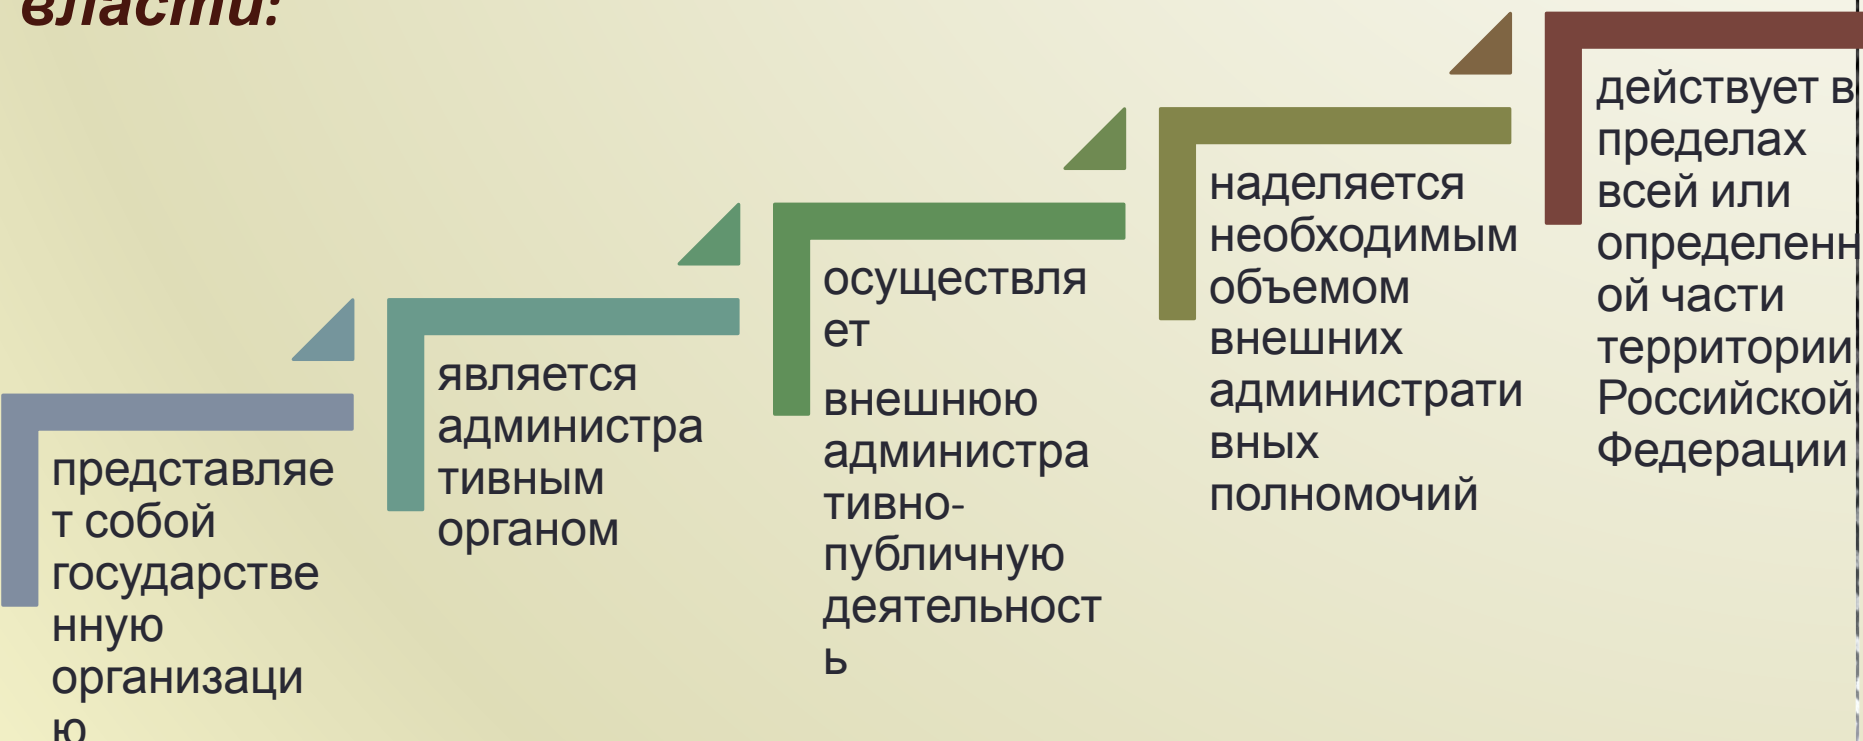 власти:
представляе
т собой
государстве
нную
организаци
ю
является
администра
тивным
органом
осуществля
ет
внешнюю
администра
тивно-
публичную
деятельност
ь
наделяется
необходимым
объемом
внешних
администрати
вных
полномочий
действует в
пределах
всей или
определенн
ой части
территории
Российской
Федерации